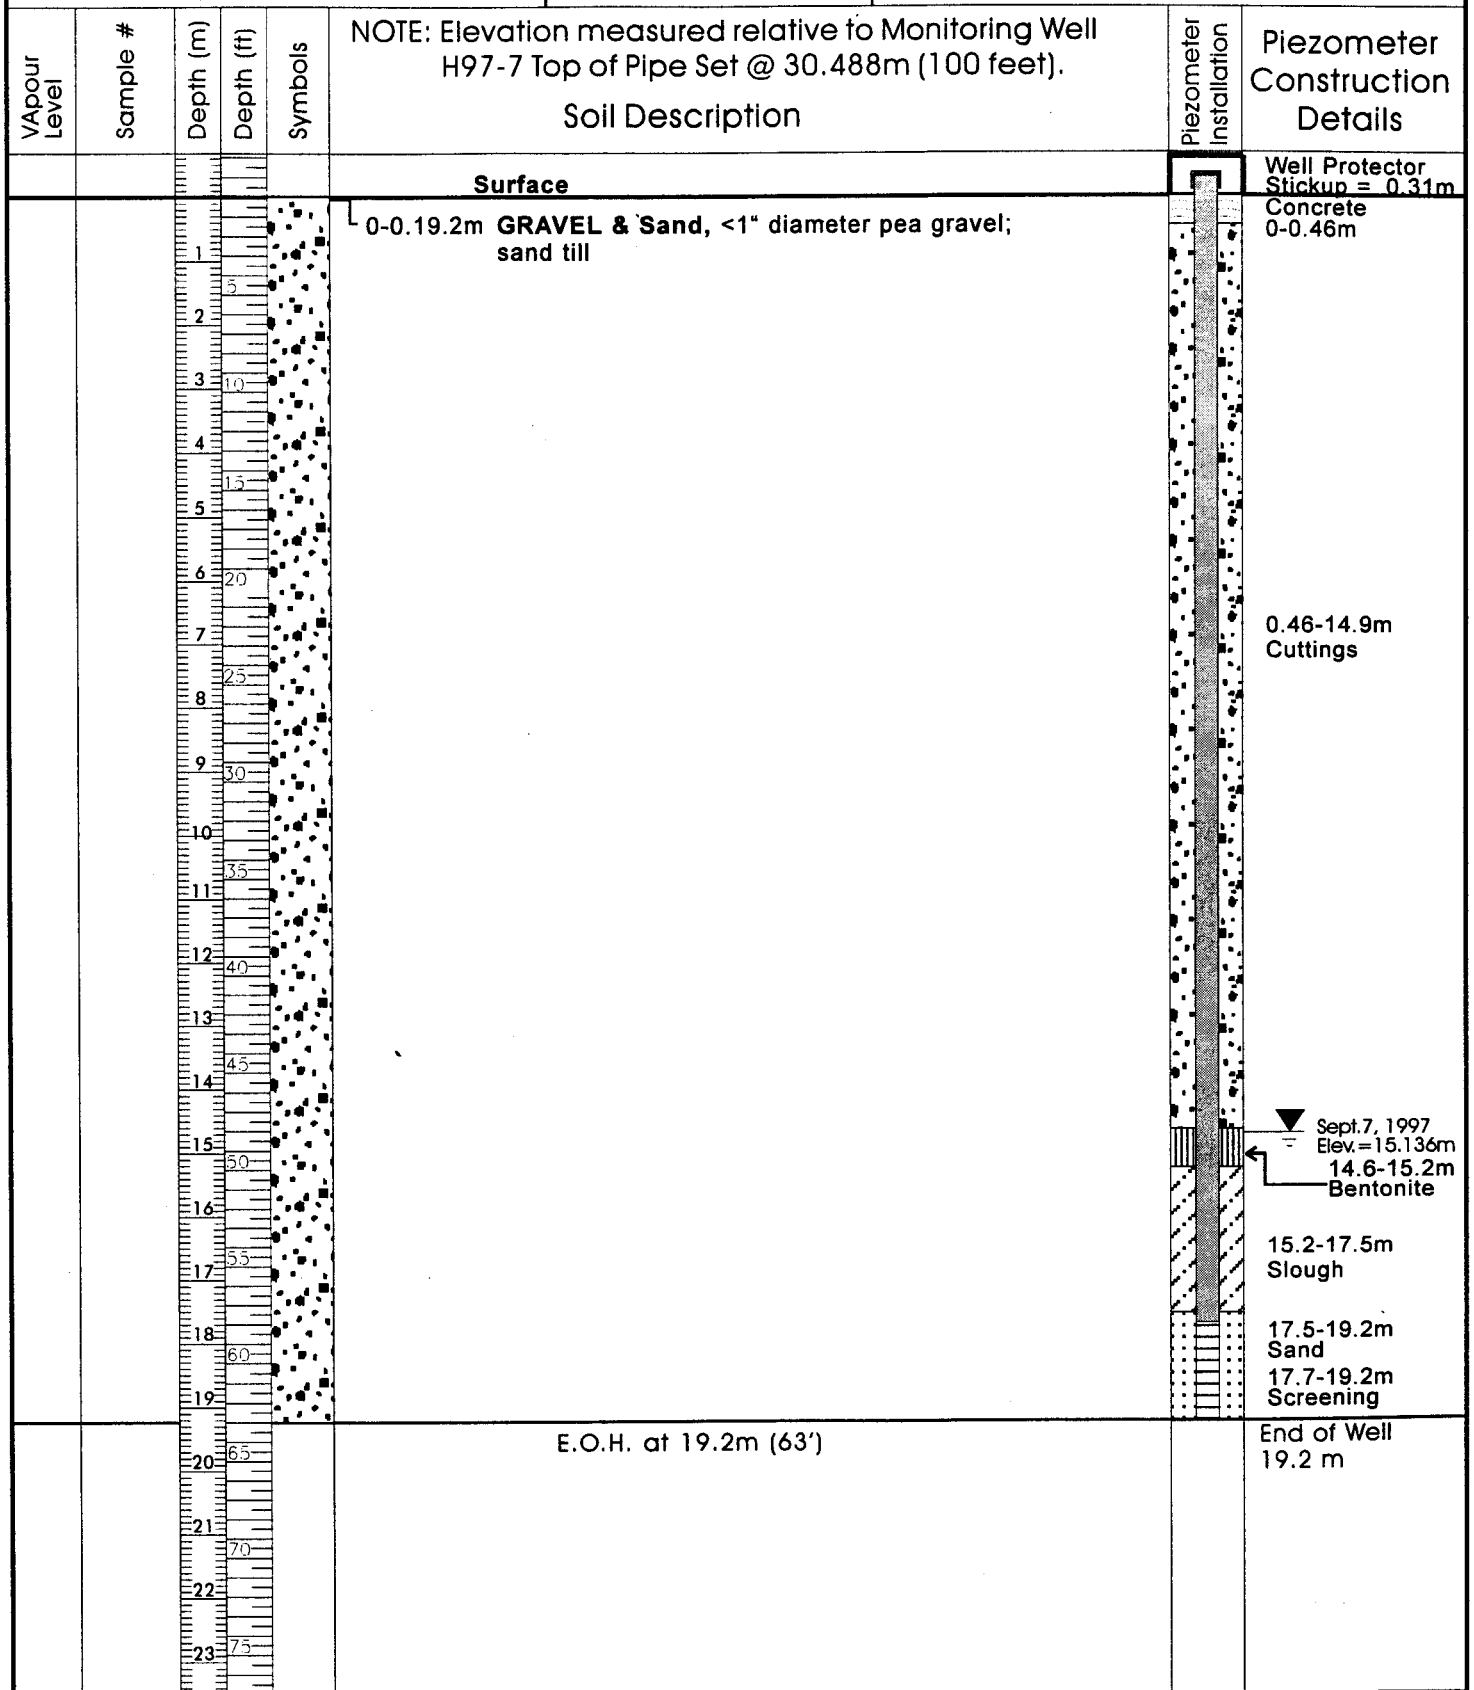 VApour Level
Sample #
Depth (m)
Depth (ft)
Symbols
NOTE: Elevation measured relative to Monitoring Well
H97-7 Top of Pipe Set @ 30.488m (100 feet).
Soil Description
Piezometer Installation
Piezometer
Construction
Details
Surface
Well Protector
Stickup = 0.31m
Concrete
0-0.46m
0-0.19.2m GRAVEL & Sand, <1" diameter pea gravel;
sand till
1
5
2
3
10
4
15
5
6
20
7
0.46-14.9m
Cuttings
25
8
9
30
10
35
11
12
40
13
45
14
15
50
Sept.7, 1997
Elev.=15.136m
14.6-15.2m
Bentonite
16
55
17
15.2-17.5m
Slough
18
60
17.5-19.2m
Sand
17.7-19.2m
Screening
19
E.O.H. at 19.2m (63')
End of Well
19.2 m
65
20
21
70
22
75
23